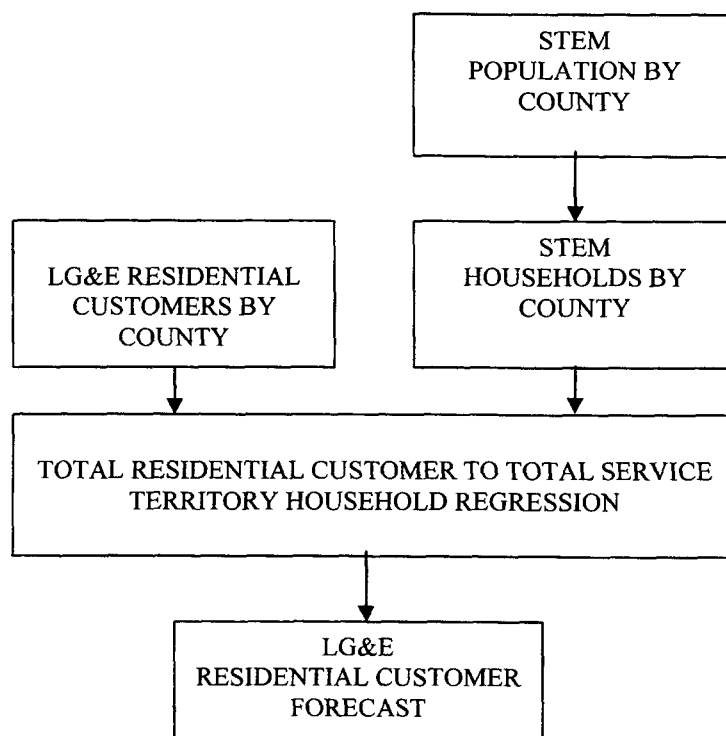 STEM
POPULATION BY
COUNTY
LG&E RESIDENTIAL
CUSTOMERS BY
COUNTY
STEM
HOUSEHOLDS BY
COUNTY
TOTAL RESIDENTIAL CUSTOMER TO TOTAL SERVICE
TERRITORY HOUSEHOLD REGRESSION
LG&E
RESIDENTIAL CUSTOMER
FORECAST